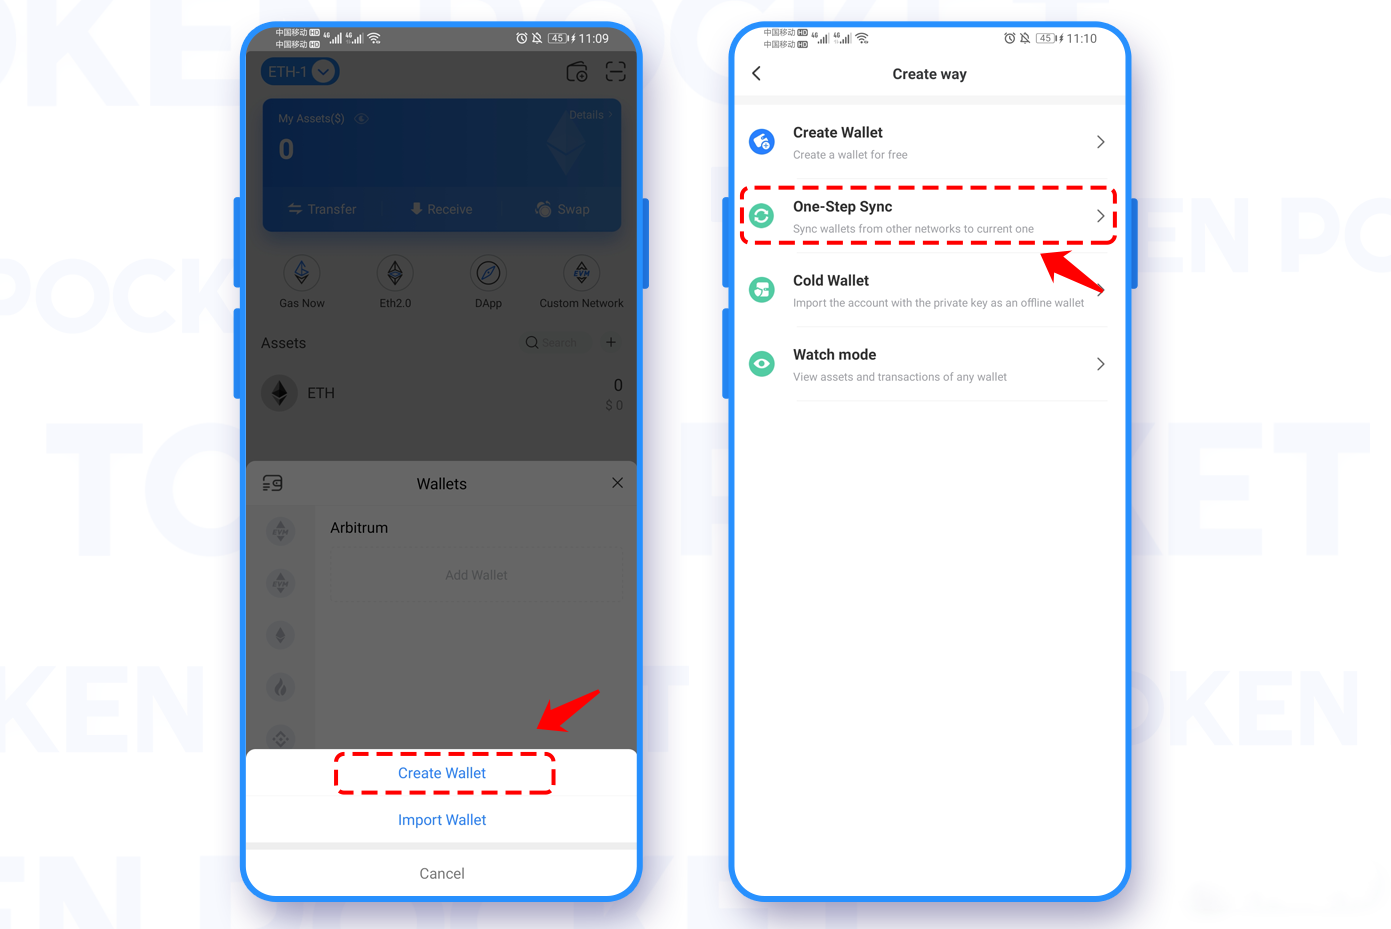 中国移动 HD 4G 4G 45 11:09
中国移动 HD
ETH-1
My Assets($)
Details
0
Transfer
Receive
Swap
Gas Now
Eth2.0
DApp
Custom Network
Assets
Search
ETH
0
$ 0
Wallets
Arbitrum
Add Wallet
Create Wallet
Import Wallet
Cancel
中国移动 HD 4G 4G 45 11:10
中国移动 HD
Create way
Create Wallet
Create a wallet for free
One-Step Sync
Sync wallets from other networks to current one
Cold Wallet
Import the account with the private key as an offline wallet
Watch mode
View assets and transactions of any wallet